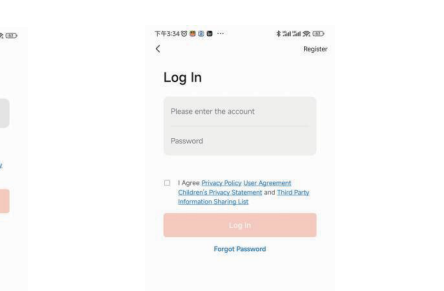 下午3:34
Register
Log In
Please enter the account
Password
I Agree Privacy Policy User Agreement
Children's Privacy Statement and Third Party
Information Sharing List
Log In
Forgot Password